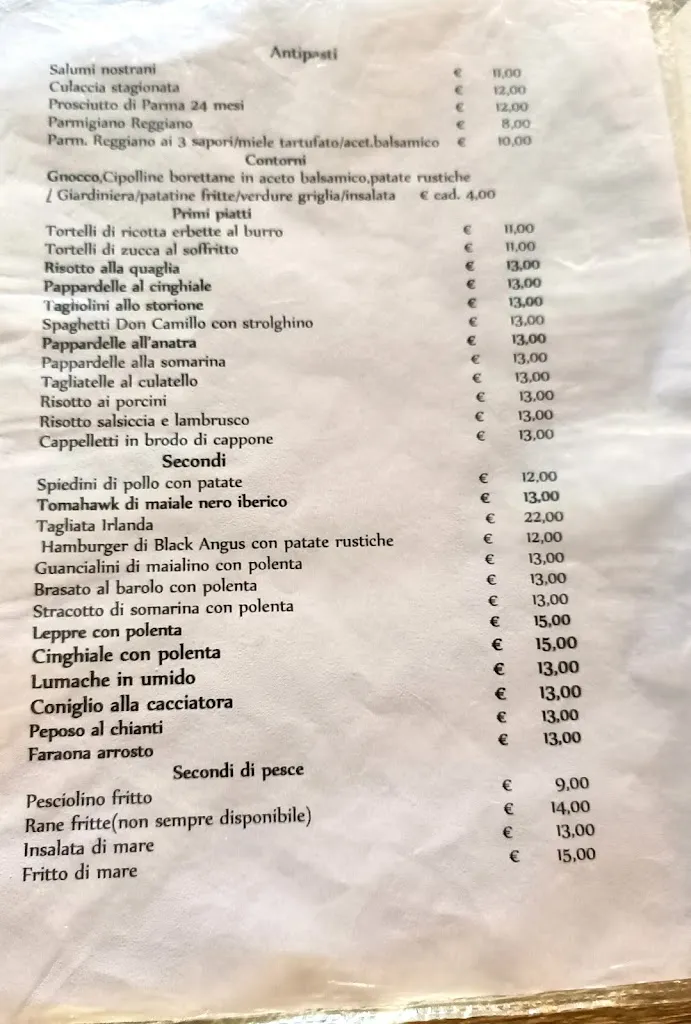 Antipasti
Salumi nostrani € 11,00
Culaccia stagionata € 12,00
Prosciutto di Parma 24 mesi € 12,00
Parmigiano Reggiano € 8,00
Parm. Reggiano ai 3 sapori/miele tartufato/acet.balsamico € 10,00
Contorni
Gnocco,Cipolline borettane in aceto balsamico,patate rustiche
/ Giardiniera/patatine fritte/verdure griglia/insalata € cad. 4,00
Primi piatti
Tortelli di ricotta erbette al burro € 11,00
Tortelli di zucca al soffritto € 11,00
Risotto alla quaglia € 13,00
Pappardelle al cinghiale € 13,00
Tagliolini allo storione € 13,00
Spaghetti Don Camillo con strolghino € 13,00
Pappardelle all'anatra € 13,00
Pappardelle alla somarina € 13,00
Tagliatelle al culatello € 13,00
Risotto ai porcini € 13,00
Risotto salsiccia e lambrusco € 13,00
Cappelletti in brodo di cappone € 13,00
Secondi
Spiedini di pollo con patate € 12,00
Tomahawk di maiale nero iberico € 13,00
Tagliata Irlanda € 22,00
Hamburger di Black Angus con patate rustiche € 12,00
Guancialini di maialino con polenta € 13,00
Brasato al barolo con polenta € 13,00
Stracotto di somarina con polenta € 13,00
Leppre con polenta € 15,00
Cinghiale con polenta € 15,00
Lumache in umido € 13,00
Coniglio alla cacciatora € 13,00
Peposo al chianti € 13,00
Faraona arrosto € 13,00
Secondi di pesce
Pesciolino fritto € 9,00
Rane fritte(non sempre disponibile) € 14,00
Insalata di mare € 13,00
Fritto di mare € 15,00